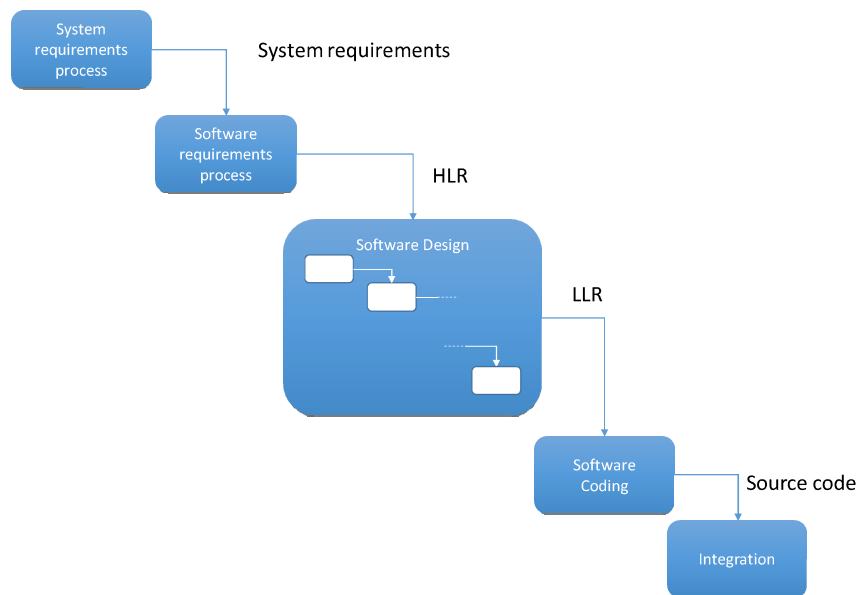 System
requirements
process
System requirements
Software
requirements
process
HLR
Software Design
LLR
Software
Coding
Source code
Integration